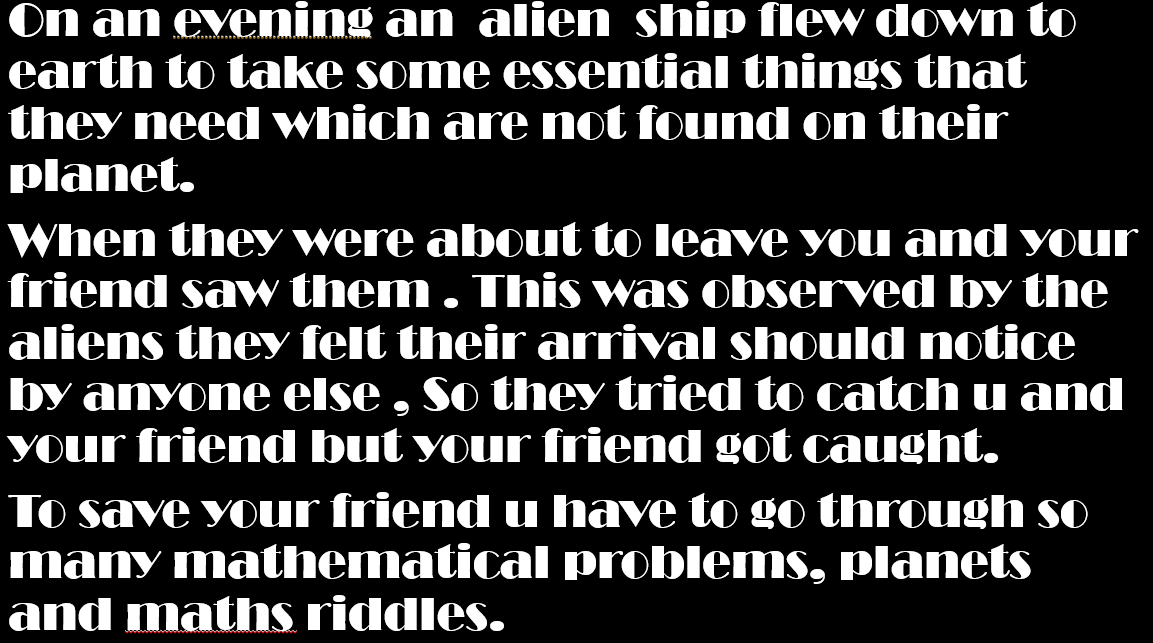 On an evening an alien ship flew down to
earth to take some essential things that
they need which are not found on their
planet.
When they were about to leave you and your
friend saw them . This was observed by the
aliens they felt their arrival should notice
by anyone else , So they tried to catch u and
your friend but your friend got caught.
To save your friend u have to go through so
many mathematical problems, planets
and maths riddles.